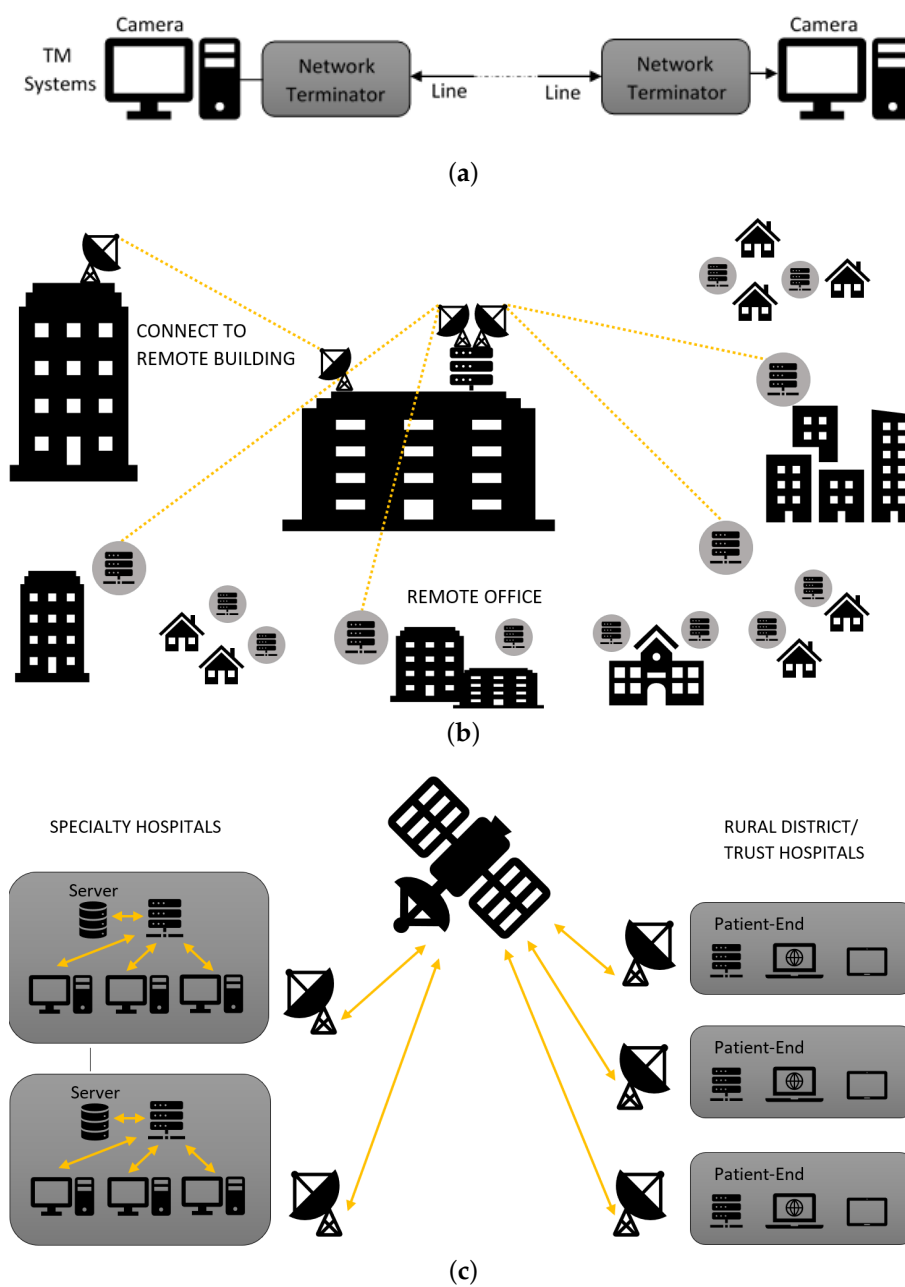 Camera
Camera
TM
Systems
Network
Terminator
Line
Line
Network
Terminator
(a)
CONNECT TO
REMOTE BUILDING
REMOTE OFFICE
(b)
SPECIALTY HOSPITALS
RURAL DISTRICT/
TRUST HOSPITALS
Server
Patient-End
Patient-End
Server
Patient-End
(c)